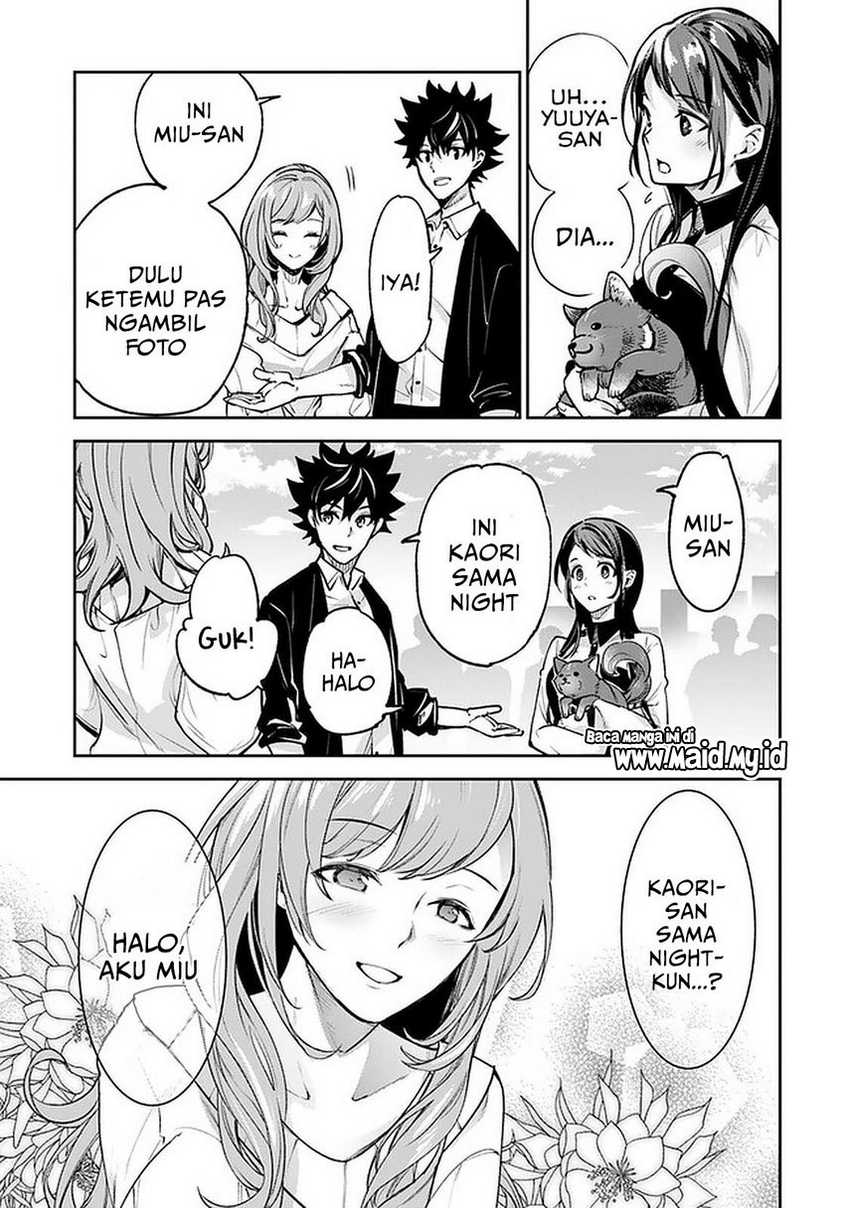 UH...
YUUYA-
SAN
DIA...
IYA!
INI
MIU-SAN
DULU
KETEMU PAS
NGAMBIL
FOTO
MIU-
SAN
INI
KAORI
SAMA
NIGHT
HA-
HALO
GUK!
Baca Manga ini di
www.Maid.My.id
KAORI-
SAN
SAMA
NIGHT-
KUN...?
HALO,
AKU MIU